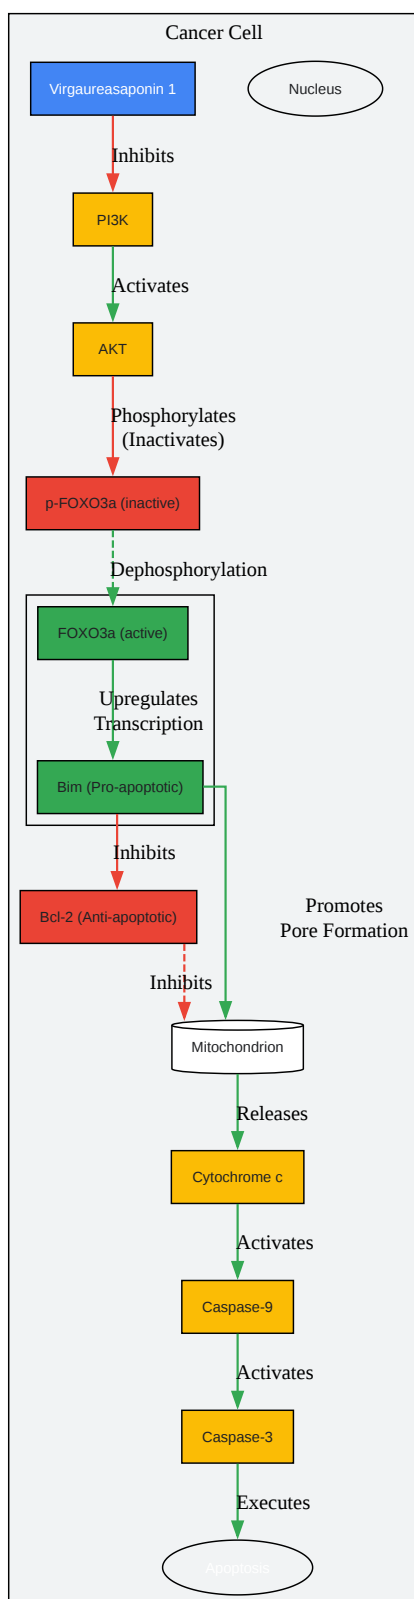 Cancer Cell
Virgaureasaponin 1
Nucleus
Inhibits
PI3K
Activates
AKT
Phosphorylates
(Inactivates)
p-FOXO3a (inactive)
Dephosphorylation
FOXO3a (active)
Upregulates
Transcription
Bim (Pro-apoptotic)
Inhibits
Bcl-2 (Anti-apoptotic)
Promotes
Pore Formation
Inhibits
Mitochondrion
Releases
Cytochrome c
Activates
Caspase-9
Activates
Caspase-3
Executes
Apoptosis